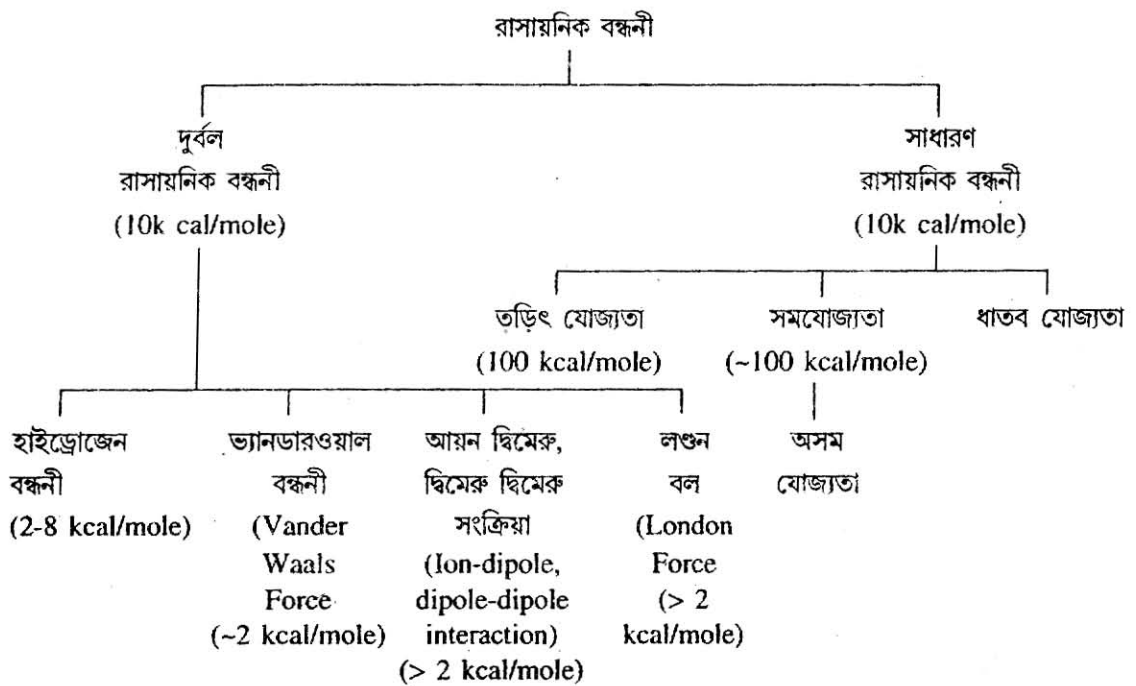 রাসায়নিক বন্ধনী
দুর্বল
রাসায়নিক বন্ধনী
(10k cal/mole)
সাধারণ
রাসায়নিক বন্ধনী
(10k cal/mole)
তড়িৎ যোজ্যতা
(100 kcal/mole)
সমযোজ্যতা
(~100 kcal/mole)
ধাতব যোজ্যতা
হাইড্রোজেন
বন্ধনী
(2-8 kcal/mole)
ভ্যানডারওয়াল
বন্ধনী
(Vander
Waals
Force
(~2 kcal/mole)
আয়ন দ্বিমেরু,
দ্বিমেরু দ্বিমেরু
সংক্রিয়া
(Ion-dipole,
dipole-dipole
interaction)
(> 2 kcal/mole)
লণ্ডন
বল
(London
Force
(> 2
kcal/mole)
অসম
যোজ্যতা